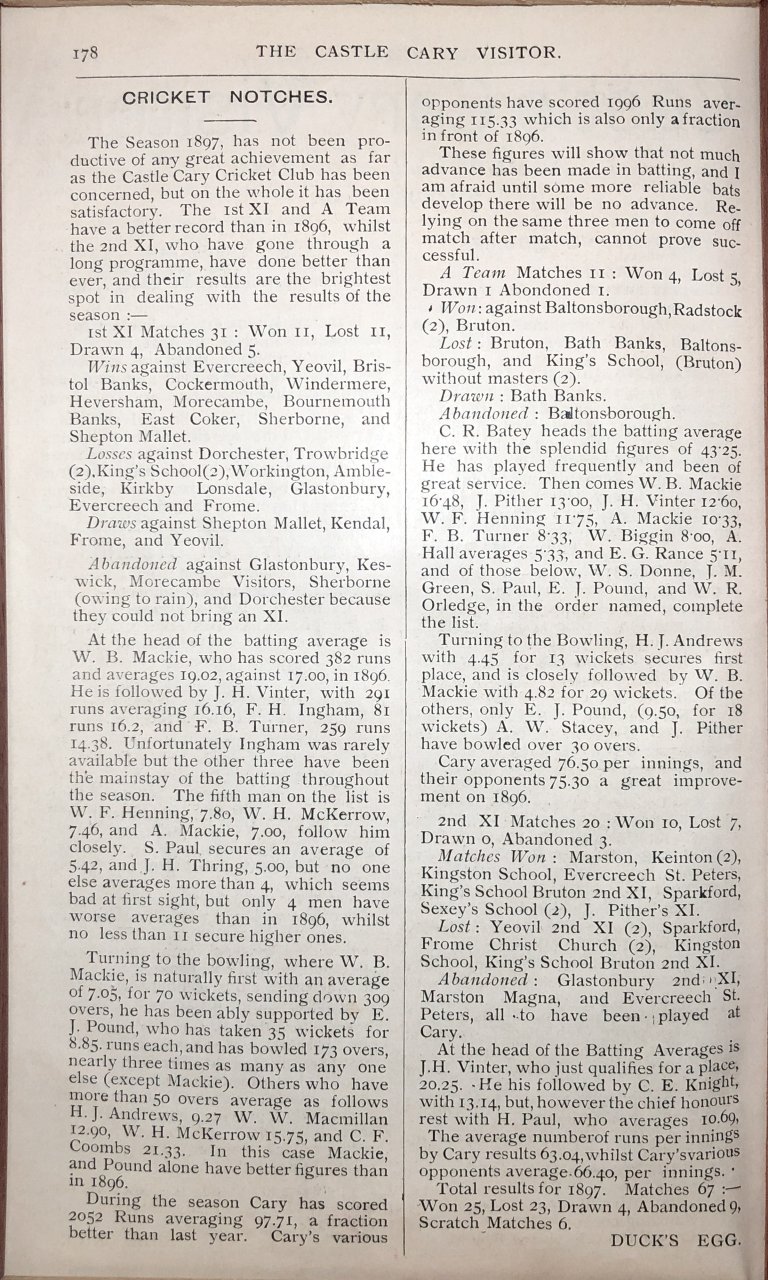 178
THE CASTLE CARY VISITOR.
CRICKET NOTCHES.
The Season 1897, has not been pro-
ductive of any great achievement as far
as the Castle Cary Cricket Club has been
concerned, but on the whole it has been
satisfactory. The 1st XI and A Team
have a better record than in 1896, whilst
the 2nd XI, who have gone through a
long programme, have done better than
ever, and their results are the brightest
spot in dealing with the results of the
season :—
1st XI Matches 31 : Won 11, Lost 11,
Drawn 4, Abandoned 5.
Wins against Evercreech, Yeovil, Bris-
tol Banks, Cockermouth, Windermere,
Heversham, Morecambe, Bournemouth
Banks, East Coker, Sherborne, and
Shepton Mallet.
Losses against Dorchester, Trowbridge
(2), King's School (2), Workington, Amble-
side, Kirkby Lonsdale, Glastonbury,
Evercreech and Frome.
Draws against Shepton Mallet, Kendal,
Frome, and Yeovil.
Abandoned against Glastonbury, Kes-
wick, Morecambe Visitors, Sherborne
(owing to rain), and Dorchester because
they could not bring an XI.
At the head of the batting average is
W. B. Mackie, who has scored 382 runs
and averages 19.02, against 17.00, in 1896.
He is followed by J. H. Vinter, with 291
runs averaging 16.16, F. H. Ingham, 81
runs 16.2, and F. B. Turner, 259 runs
14.38. Unfortunately Ingham was rarely
available but the other three have been
the mainstay of the batting throughout
the season. The fifth man on the list is
W. F. Henning, 7.80, W. H. McKerrow,
7.46, and A. Mackie, 7.00, follow him
closely. S. Paul secures an average of
5.42, and J. H. Thring, 5.00, but no one
else averages more than 4, which seems
bad at first sight, but only 4 men have
worse averages than in 1896, whilst
no less than 11 secure higher ones.
Turning to the bowling, where W. B.
Mackie, is naturally first with an average
of 7.05, for 70 wickets, sending down 309
overs, he has been ably supported by E.
J. Pound, who has taken 35 wickets for
8.85. runs each, and has bowled 173 overs,
nearly three times as many as any one
else (except Mackie). Others who have
more than 50 overs average as follows
H. J. Andrews, 9.27 W. W. Macmillan
12.90, W. H. McKerrow 15.75, and C. F.
Coombs 21.33. In this case Mackie,
and Pound alone have better figures than
in 1896.
During the season Cary has scored
2052 Runs averaging 97.71, a fraction
better than last year. Cary's various
opponents have scored 1996 Runs aver-
aging 115.33 which is also only a fraction
in front of 1896.
These figures will show that not much
advance has been made in batting, and I
am afraid until some more reliable bats
develop there will be no advance. Re-
lying on the same three men to come off
match after match, cannot prove suc-
cessful.
A Team Matches 11 : Won 4, Lost 5,
Drawn 1 Abondoned 1.
Won: against Baltonsborough, Radstock
(2), Bruton.
Lost : Bruton, Bath Banks, Baltons-
borough, and King's School, (Bruton)
without masters (2).
Drawn : Bath Banks.
Abandoned : Baltonsborough.
C. R. Batey heads the batting average
here with the splendid figures of 43·25.
He has played frequently and been of
great service. Then comes W. B. Mackie
16·48, J. Pither 13·00, J. H. Vinter 12·60,
W. F. Henning 11·75, A. Mackie 10·33,
F. B. Turner 8·33, W. Biggin 8·00, A.
Hall averages 5·33, and E. G. Rance 5·11,
and of those below, W. S. Donne, J. M.
Green, S. Paul, E. J. Pound, and W. R.
Orledge, in the order named, complete
the list.
Turning to the Bowling, H. J. Andrews
with 4.45 for 13 wickets secures first
place, and is closely followed by W. B.
Mackie with 4.82 for 29 wickets. Of the
others, only E. J. Pound, (9.50, for 18
wickets) A. W. Stacey, and J. Pither
have bowled over 30 overs.
Cary averaged 76.50 per innings, and
their opponents 75.30 a great improve-
ment on 1896.
2nd XI Matches 20 : Won 10, Lost 7,
Drawn 0, Abandoned 3.
Matches Won : Marston, Keinton (2),
Kingston School, Evercreech St. Peters,
King's School Bruton 2nd XI, Sparkford,
Sexey's School (2), J. Pither's XI.
Lost : Yeovil 2nd XI (2), Sparkford,
Frome Christ Church (2), Kingston
School, King's School Bruton 2nd XI.
Abandoned : Glastonbury 2nd XI,
Marston Magna, and Evercreech St.
Peters, all to have been played at
Cary.
At the head of the Batting Averages is
J.H. Vinter, who just qualifies for a place,
20.25. He his followed by C. E. Knight,
with 13.14, but, however the chief honours
rest with H. Paul, who averages 10.69,
The average numberof runs per innings
by Cary results 63.04, whilst Cary'svarious
opponents average 66.40, per innings.
Total results for 1897. Matches 67 :—
Won 25, Lost 23, Drawn 4, Abandoned 9,
Scratch Matches 6.
DUCK'S EGG.